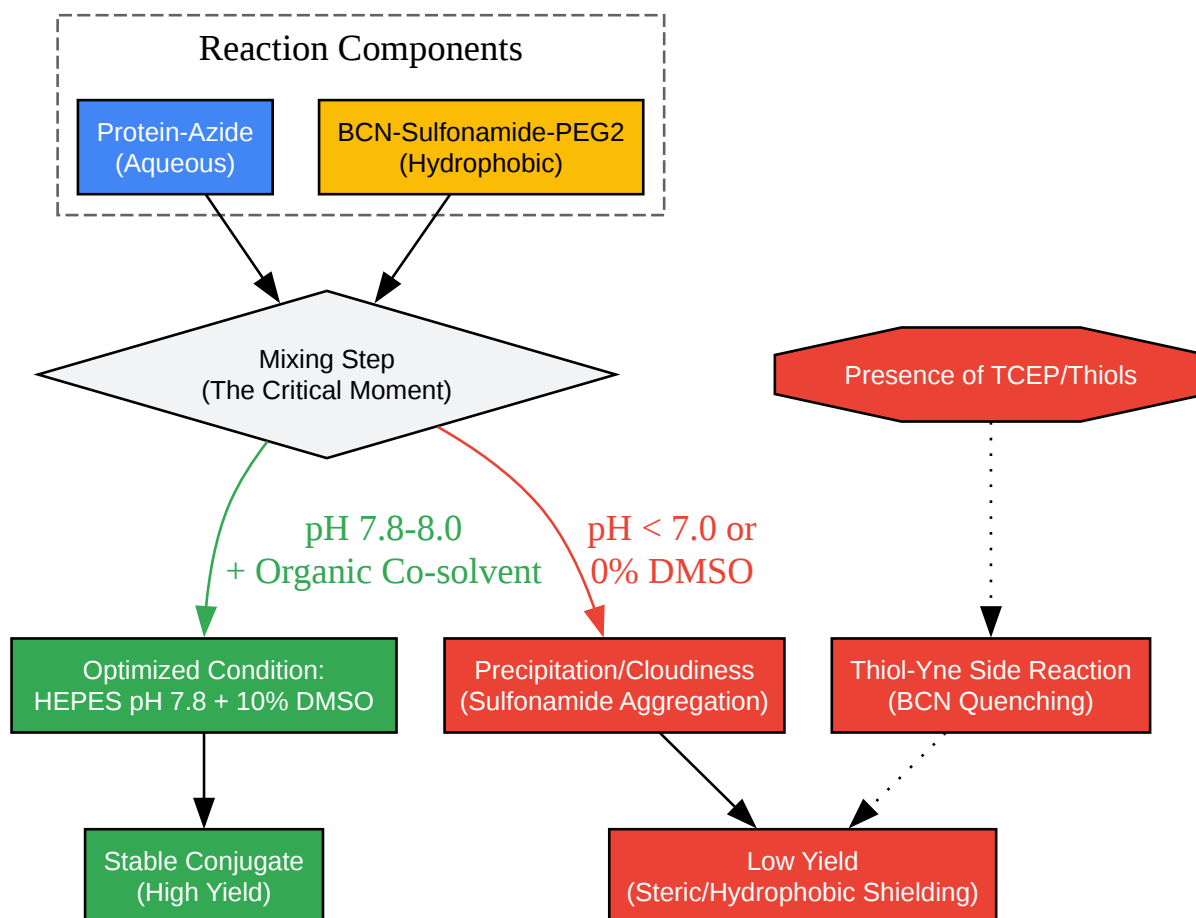 Reaction Components
Protein-Azide
(Aqueous)
BCN-Sulfonamide-PEG2
(Hydrophobic)
Mixing Step
(The Critical Moment)
Presence of TCEP/Thiols
pH 7.8-8.0
+ Organic Co-solvent
pH < 7.0 or
0% DMSO
Optimized Condition:
HEPES pH 7.8 + 10% DMSO
Precipitation/Cloudiness
(Sulfonamide Aggregation)
Thiol-Yne Side Reaction
(BCN Quenching)
Stable Conjugate
(High Yield)
Low Yield
(Steric/Hydrophobic Shielding)